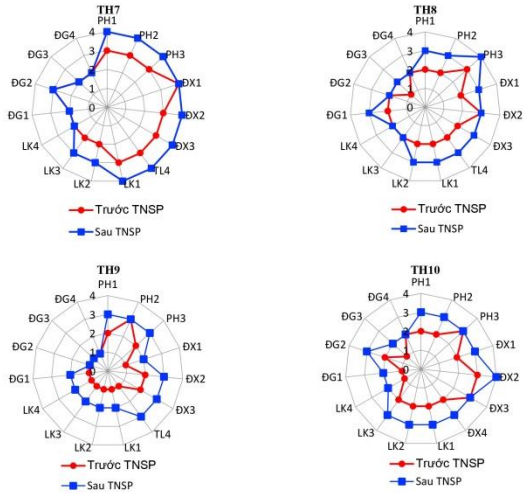 TH7
PH1
PH2
PH3
ĐX1
ĐX2
ĐX3
TL4
LK1
LK2
LK3
LK4
ĐG1
ĐG2
ĐG3
ĐG4
4
3
2
1
0
Trước TNSP
Sau TNSP
TH8
PH1
PH2
PH3
ĐX1
ĐX2
ĐX3
TL4
LK1
LK2
LK3
LK4
ĐG1
ĐG2
ĐG3
ĐG4
4
3
2
1
0
Trước TNSP
Sau TNSP
TH9
PH1
PH2
PH3
ĐX1
ĐX2
ĐX3
TL4
LK1
LK2
LK3
LK4
ĐG1
ĐG2
ĐG3
ĐG4
4
3
2
1
0
Trước TNSP
Sau TNSP
TH10
PH1
PH2
PH3
ĐX1
ĐX2
ĐX3
ĐX4
LK1
LK2
LK3
LK4
ĐG1
ĐG2
ĐG3
ĐG4
4
3
2
1
0
Trước TNSP
Sau TNSP